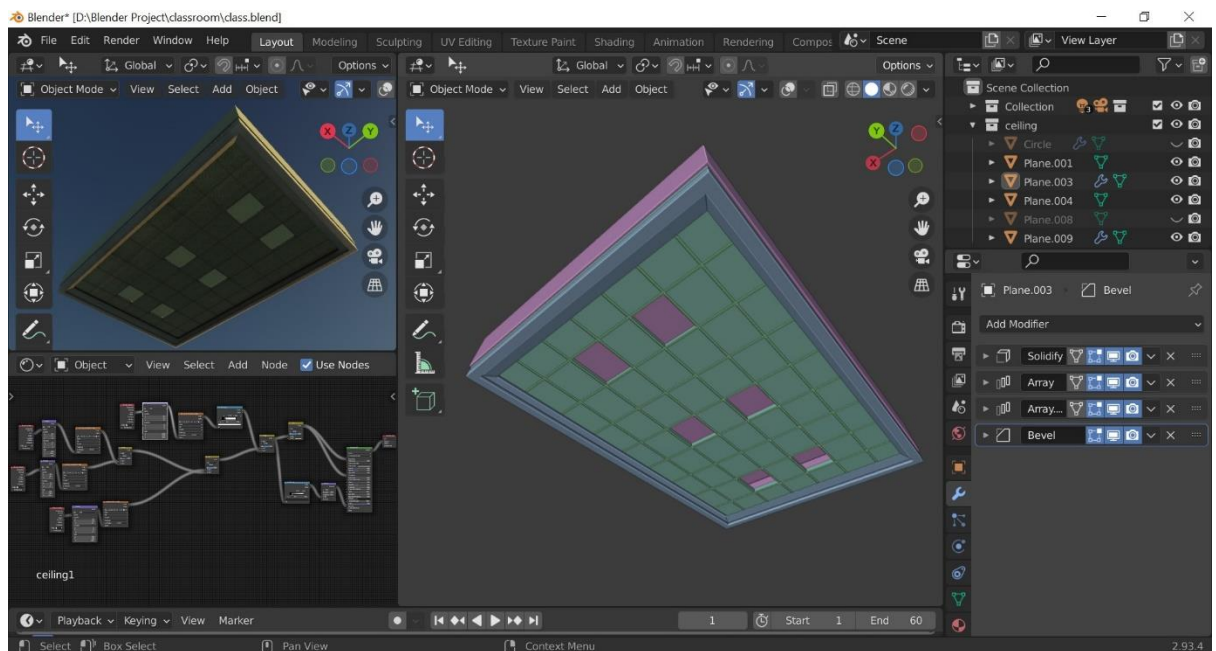 Blender* [D:\Blender Project\classroom\class.blend]
File Edit Render Window Help Layout Modeling Sculpting UV Editing Texture Paint Shading Animation Rendering Compos Scene View Layer
Global Options Global Options
Object Mode View Select Add Object Object Mode View Select Add Object
Scene Collection
Collection 3
ceiling
Circle
Plane.001
Plane.003
Plane.004
Plane.008
Plane.009
X Z Y
Y Z X
Plane.003 Bevel
Add Modifier
Solidify
Array
Array...
Bevel
Object View Select Add Node Use Nodes
ceiling1
Playback Keying View Marker 1 Start 1 End 60
Select Box Select Pan View Context Menu 2.93.4